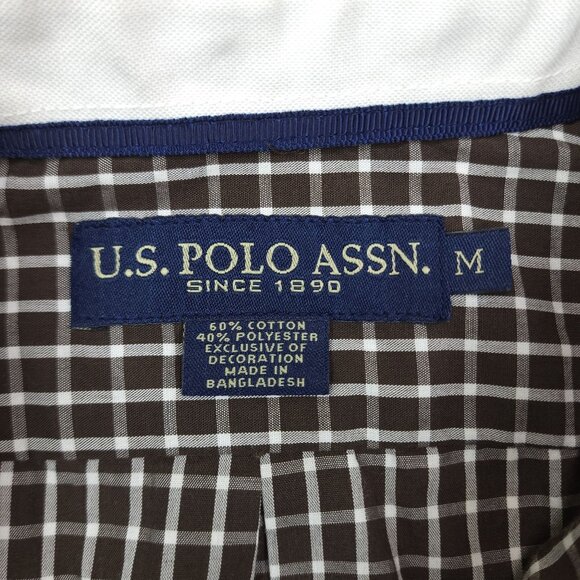 U.S. POLO ASSN.
SINCE 1890
M
60% COTTON
40% POLYESTER
EXCLUSIVE OF
DECORATION
MADE IN
BANGLADESH